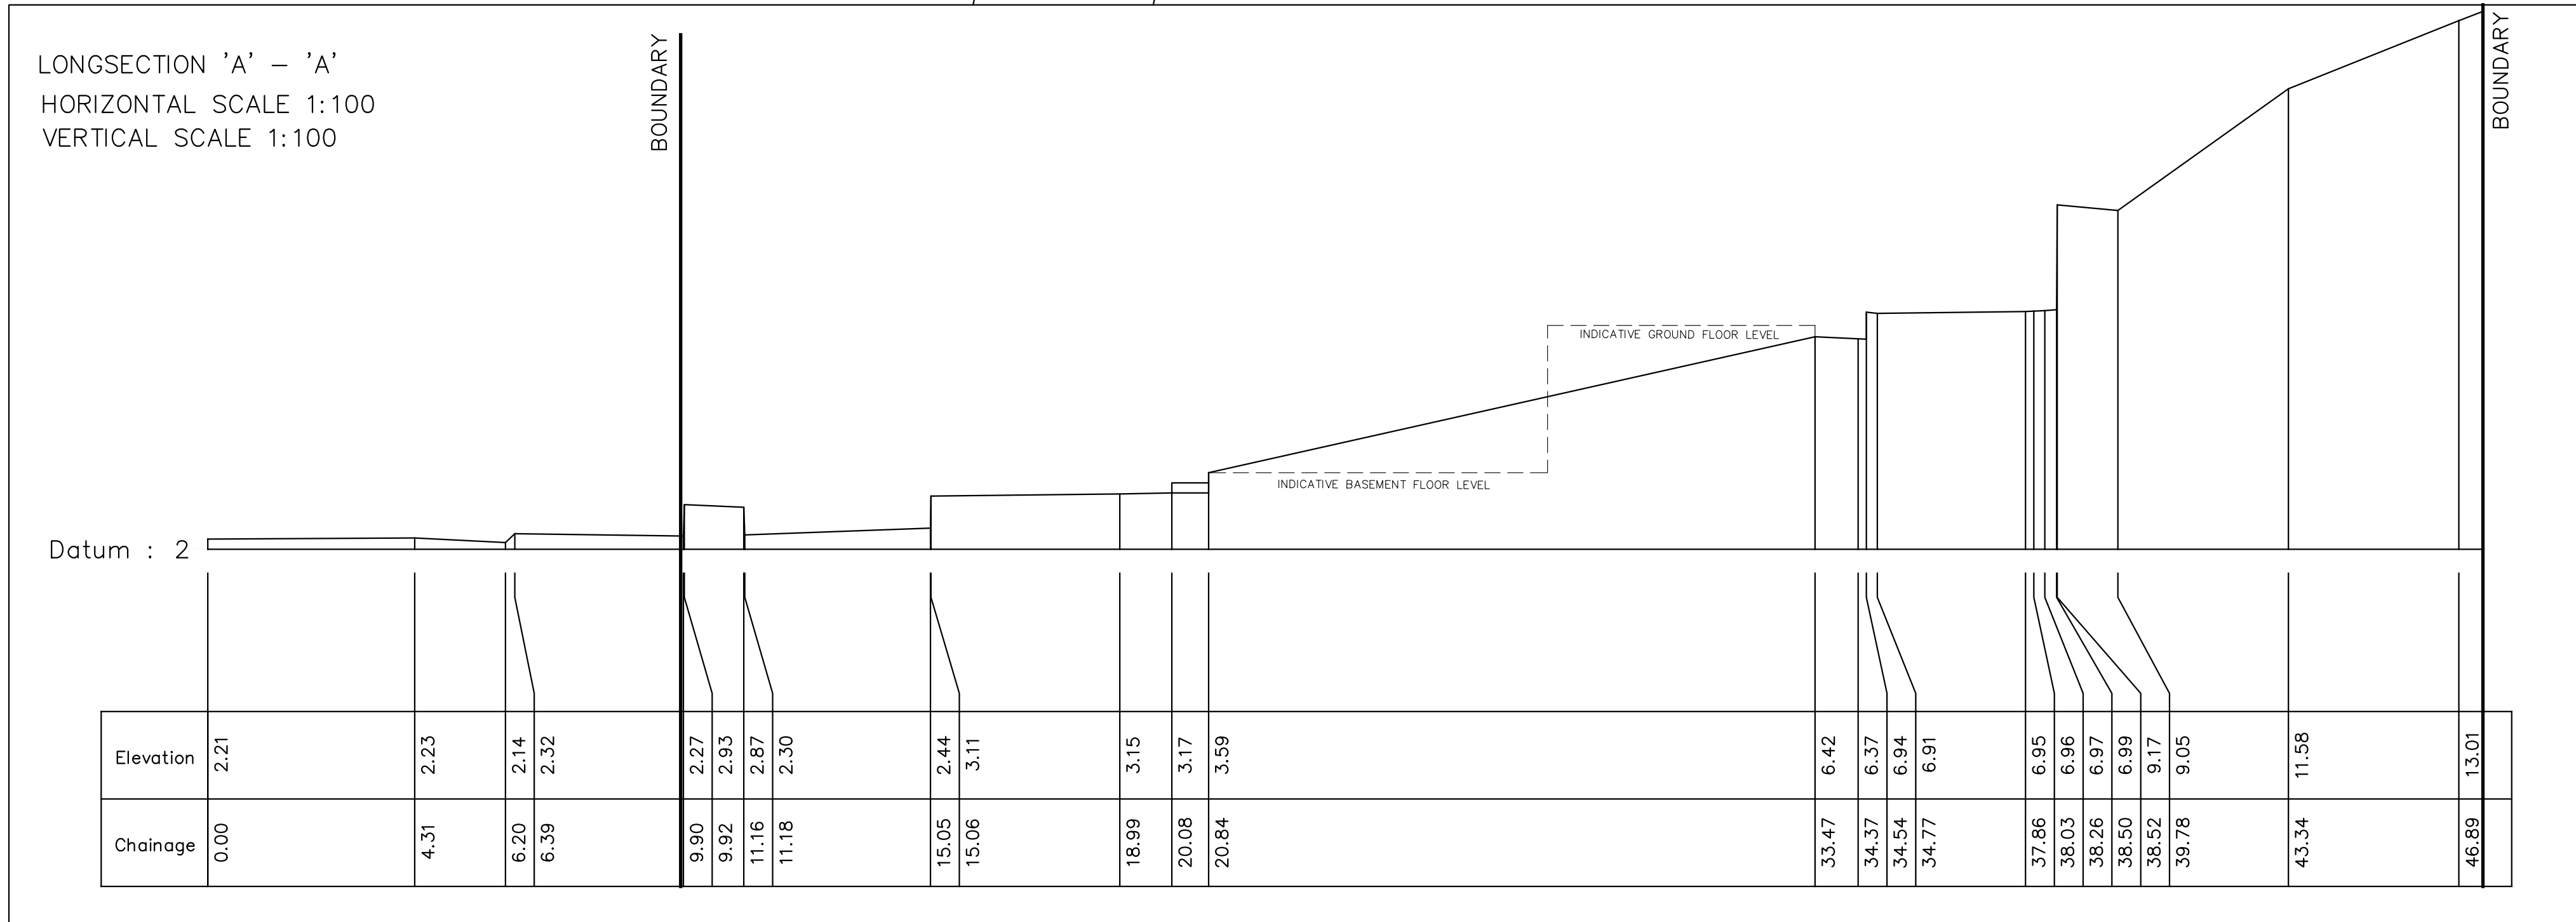 LONGSECTION 'A' – 'A'
HORIZONTAL SCALE 1:100
VERTICAL SCALE 1:100
BOUNDARY
BOUNDARY
INDICATIVE GROUND FLOOR LEVEL
INDICATIVE BASEMENT FLOOR LEVEL
Datum : 2
Elevation 2.21 2.23 2.14 2.32 2.27 2.93 2.87 2.30 2.44 3.11 3.15 3.17 3.59 6.42 6.37 6.94 6.91 6.95 6.96 6.97 6.99 9.17 9.05 11.58 13.01
Chainage 0.00 4.31 6.20 6.39 9.90 9.92 11.16 11.18 15.05 15.06 18.99 20.08 20.84 33.47 34.37 34.54 34.77 37.86 38.03 38.26 38.50 38.52 39.78 43.34 46.89